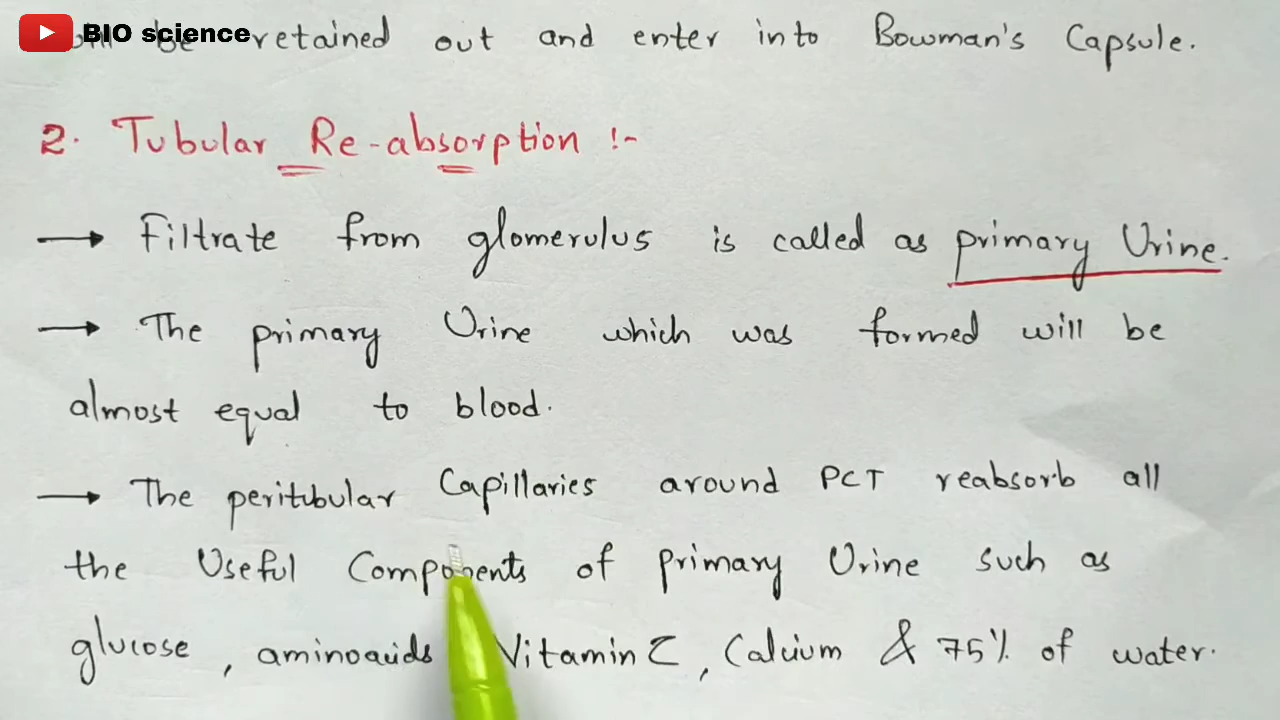 BIO science
be retained out and enter into Bowman's Capsule.
2. Tubular Re-absorption :-
→ Filtrate from glomerulus is called as primary Urine.
→ The primary Urine which was formed will be
almost equal to blood.
→ The peritubular Capillaries around PCT reabsorb all
the Useful Components of primary Urine such as
glucose, aminoacids Vitamin C, Calcium & 75% of water.